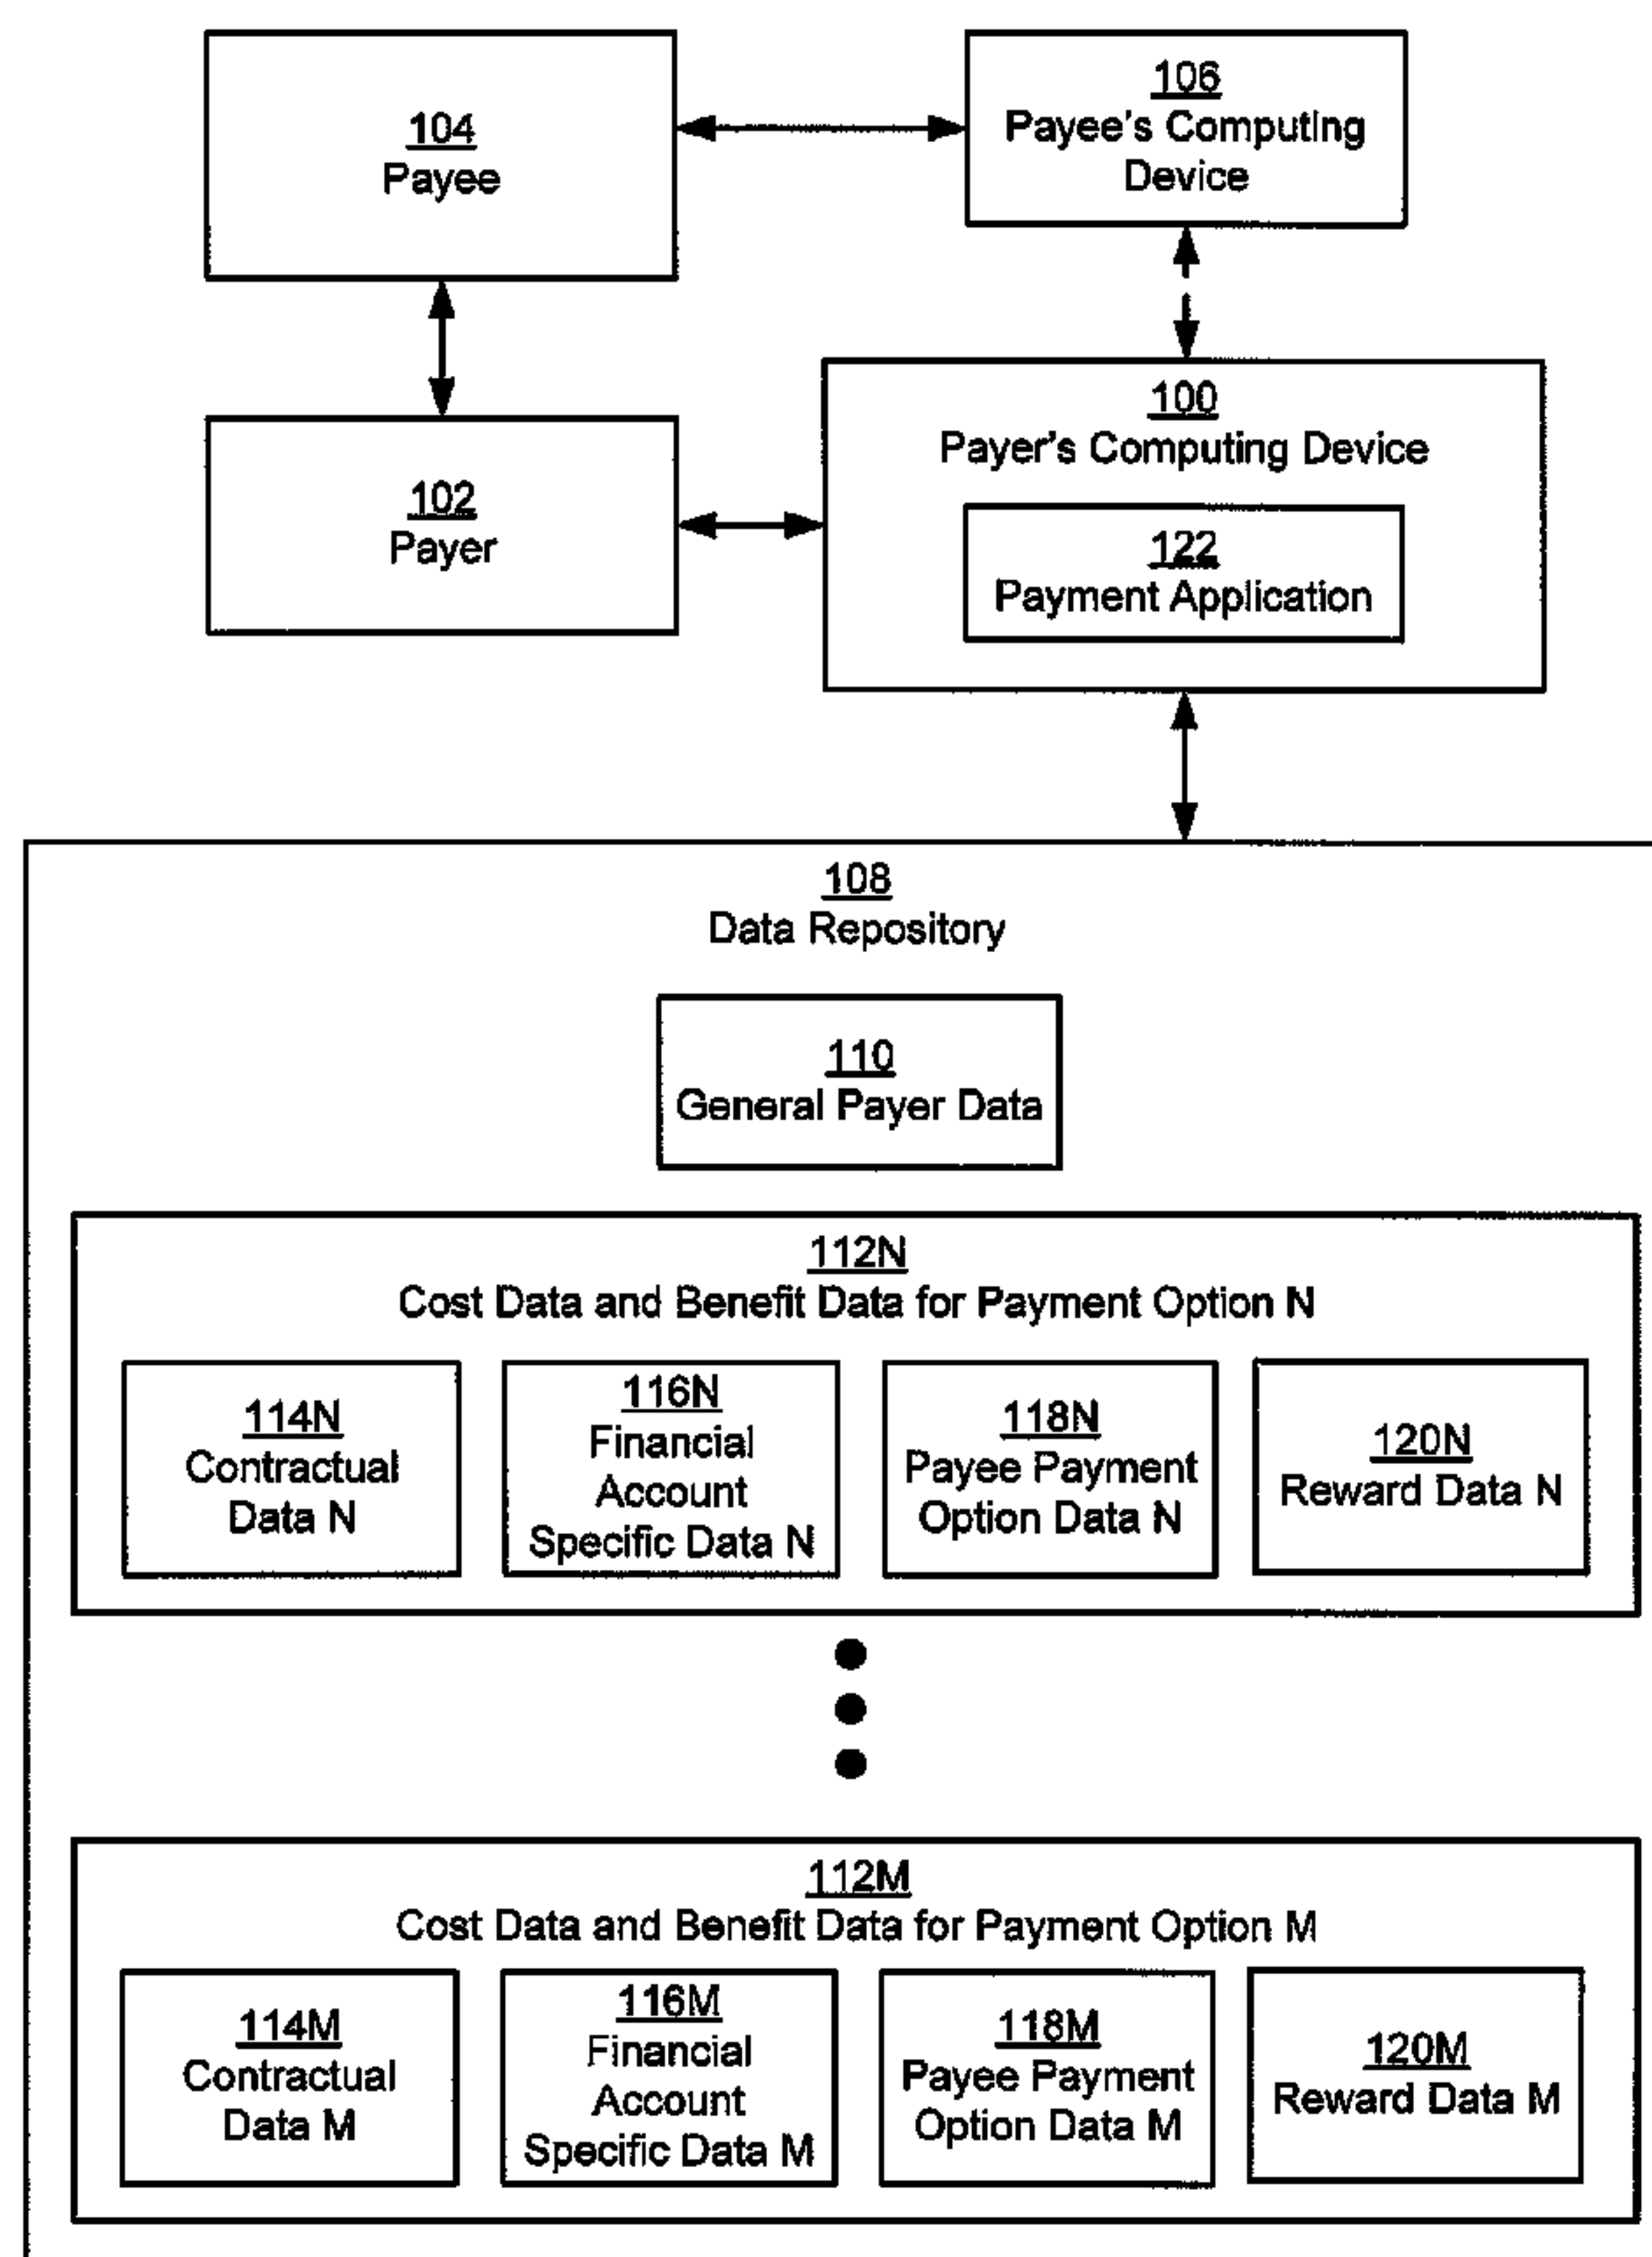 104
Payee
106
Payee's Computing
Device
102
Payer
100
Payer's Computing Device
122
Payment Application
108
Data Repository
110
General Payer Data
112N
Cost Data and Benefit Data for Payment Option N
114N
Contractual
Data N
116N
Financial
Account
Specific Data N
118N
Payee Payment
Option Data N
120N
Reward Data N
112M
Cost Data and Benefit Data for Payment Option M
114M
Contractual
Data M
116M
Financial
Account
Specific Data M
118M
Payee Payment
Option Data M
120M
Reward Data M